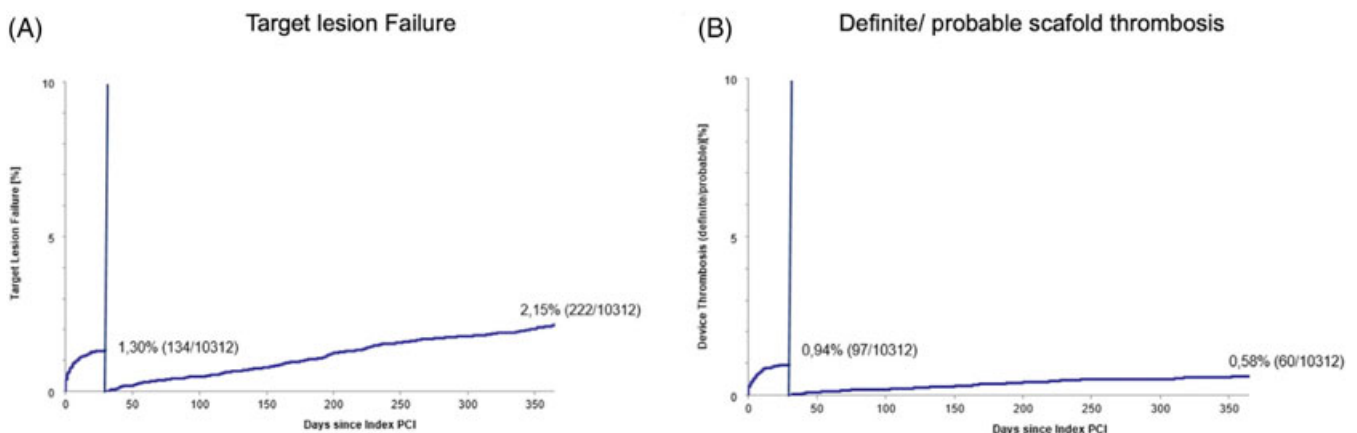 (A)
Target lesion Failure
Target Lesion Failure [%]
10
5
0
1,30% (134/10312)
2,15% (222/10312)
0 50 100 150 200 250 300 350
Days since Index PCI
(B)
Definite/ probable scafold thrombosis
Device Thrombosis (definite/probable)[%]
10
5
0
0,94% (97/10312)
0,58% (60/10312)
0 50 100 150 200 250 300 350
Days since Index PCI